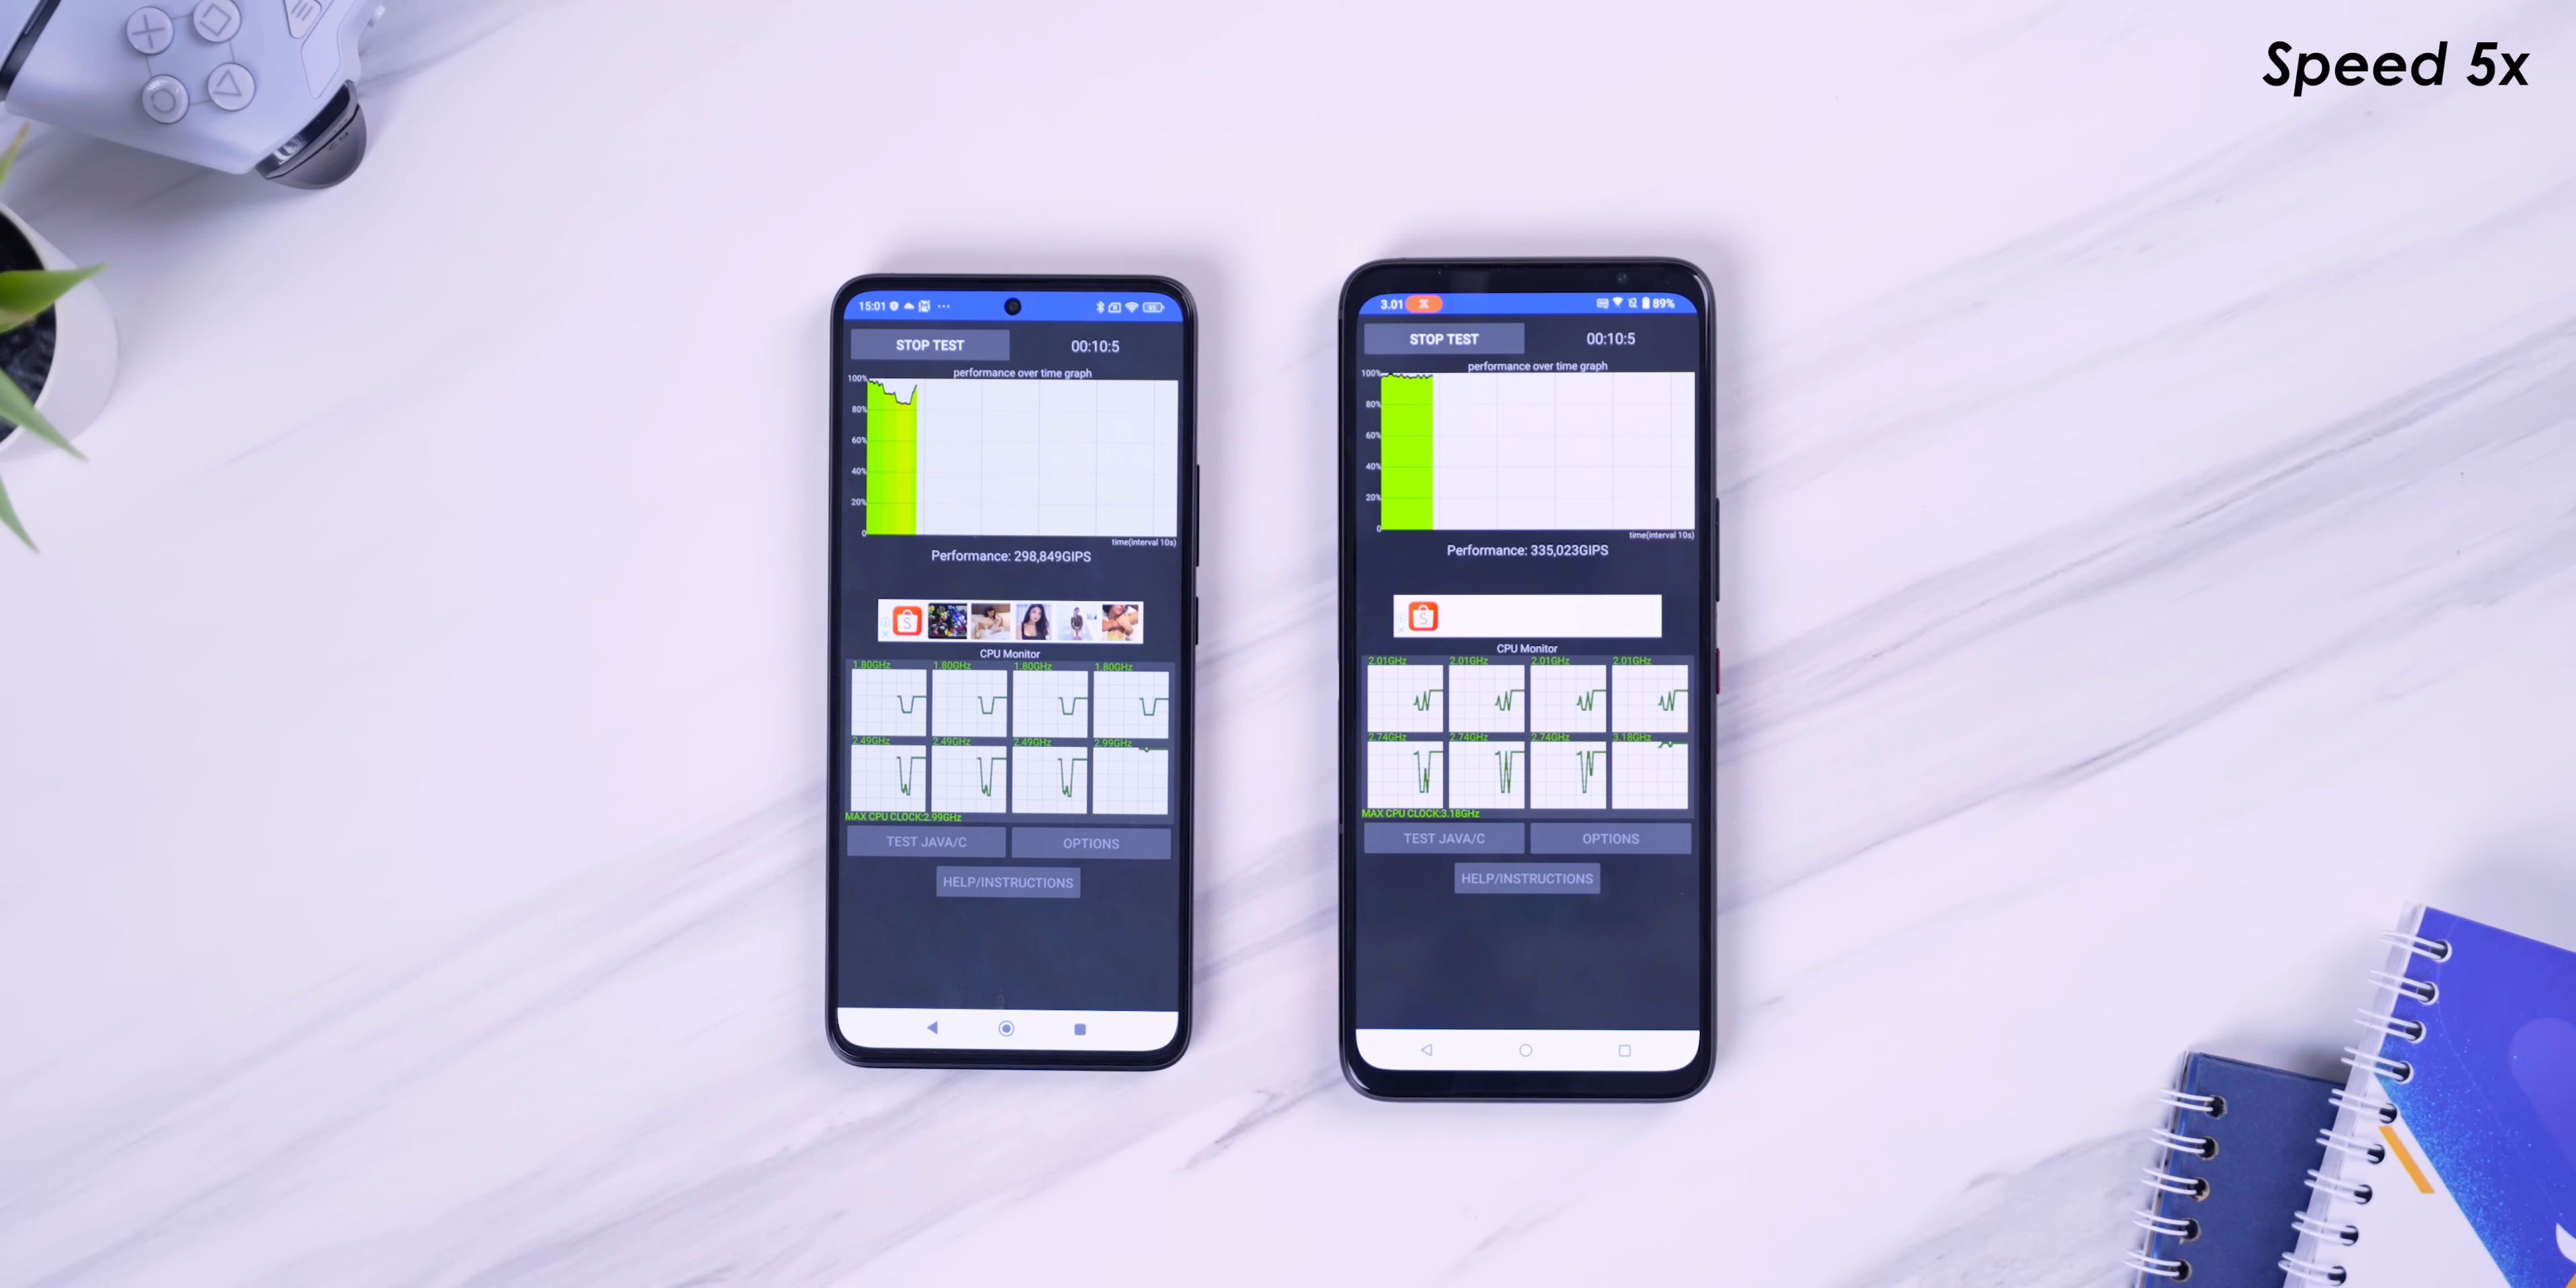 Speed 5x
15:01
STOP TEST
00:10:5
performance over time graph
100%
80%
60%
40%
20%
0
time(interval 10s)
Performance: 298,849GIPS
S
CPU Monitor
1.80GHz 1.80GHz 1.80GHz 1.80GHz
2.49GHz 2.49GHz 2.49GHz 2.99GHz
MAX CPU CLOCK:2.99GHz
TEST JAVA/C
OPTIONS
HELP/INSTRUCTIONS
3.01
89%
STOP TEST
00:10:5
performance over time graph
100%
80%
60%
40%
20%
0
time(interval 10s)
Performance: 335,023GIPS
S
CPU Monitor
2.01GHz 2.01GHz 2.01GHz 2.01GHz
2.74GHz 2.74GHz 2.74GHz 3.18GHz
MAX CPU CLOCK:3.18GHz
TEST JAVA/C
OPTIONS
HELP/INSTRUCTIONS